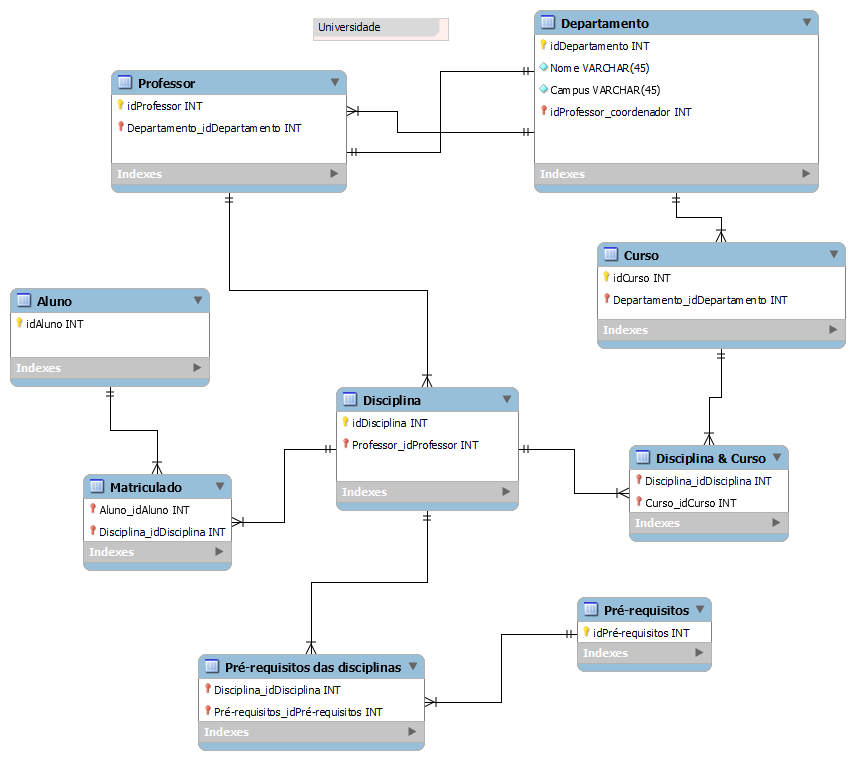 Universidade
Departamento
idDepartamento INT
Nome VARCHAR(45)
Campus VARCHAR(45)
idProfessor_coordenador INT
Indexes
Professor
idProfessor INT
Departamento_idDepartamento INT
Indexes
Curso
idCurso INT
Departamento_idDepartamento INT
Indexes
Aluno
idAluno INT
Indexes
Disciplina
idDisciplina INT
Professor_idProfessor INT
Indexes
Disciplina & Curso
Disciplina_idDisciplina INT
Curso_idCurso INT
Indexes
Matriculado
Aluno_idAluno INT
Disciplina_idDisciplina INT
Indexes
Pré-requisitos
idPré-requisitos INT
Indexes
Pré-requisitos das disciplinas
Disciplina_idDisciplina INT
Pré-requisitos_idPré-requisitos INT
Indexes